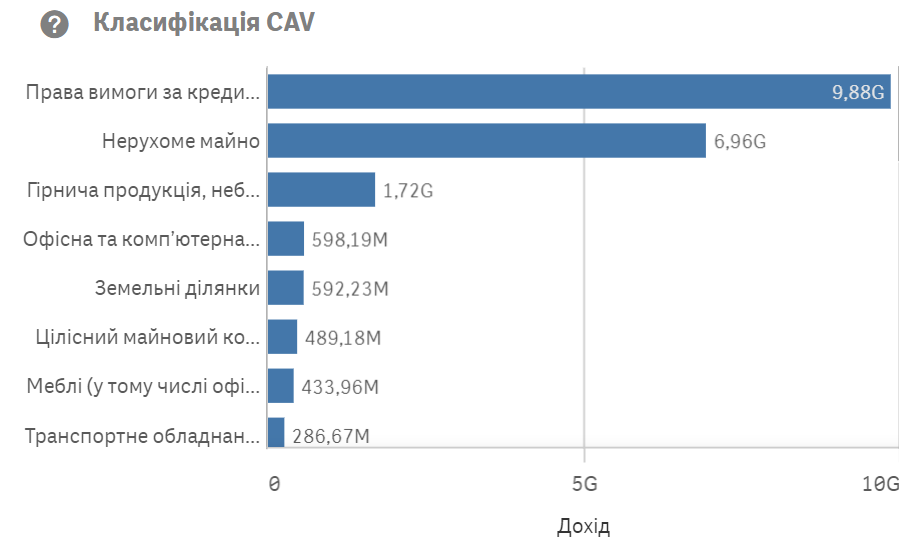 ? Класифікація CAV
Права вимоги за креди... 9,88G
Нерухоме майно 6,96G
Гірнича продукція, неб... 1,72G
Офісна та комп’ютерна... 598,19M
Земельні ділянки 592,23M
Цілісний майновий ко... 489,18M
Меблі (у тому числі офі... 433,96M
Транспортне обладнан... 286,67M
0 5G 10G
Дохід